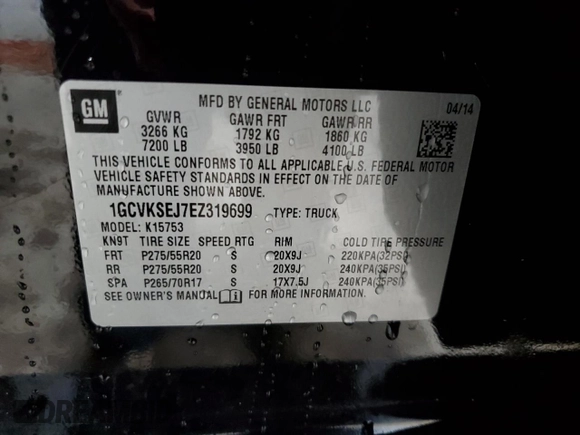 GM
MFD BY GENERAL MOTORS LLC
04/14
GVWR GAWR FRT GAWR RR
3266 KG 1792 KG 1860 KG
7200 LB 3950 LB 4100 LB
THIS VEHICLE CONFORMS TO ALL APPLICABLE U.S. FEDERAL MOTOR
VEHICLE SAFETY STANDARDS IN EFFECT ON THE DATE OF
MANUFACTURE SHOWN ABOVE.
1GCVKSEJ7EZ319699 TYPE: TRUCK
MODEL: K15753
KN9T TIRE SIZE SPEED RTG RIM COLD TIRE PRESSURE
FRT P275/55R20 S 20X9J 220KPA(32PSI)
RR P275/55R20 S 20X9J 240KPA(35PSI)
SPA P265/70R17 S 17X7.5J 240KPA(35PSI)
SEE OWNER'S MANUAL FOR MORE INFORMATION.